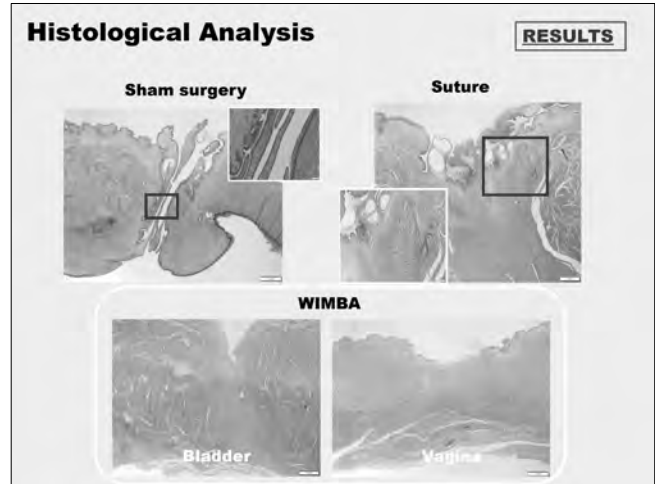 Histological Analysis
RESULTS
Sham surgery
Suture
WIMBA
Bladder
Vagina